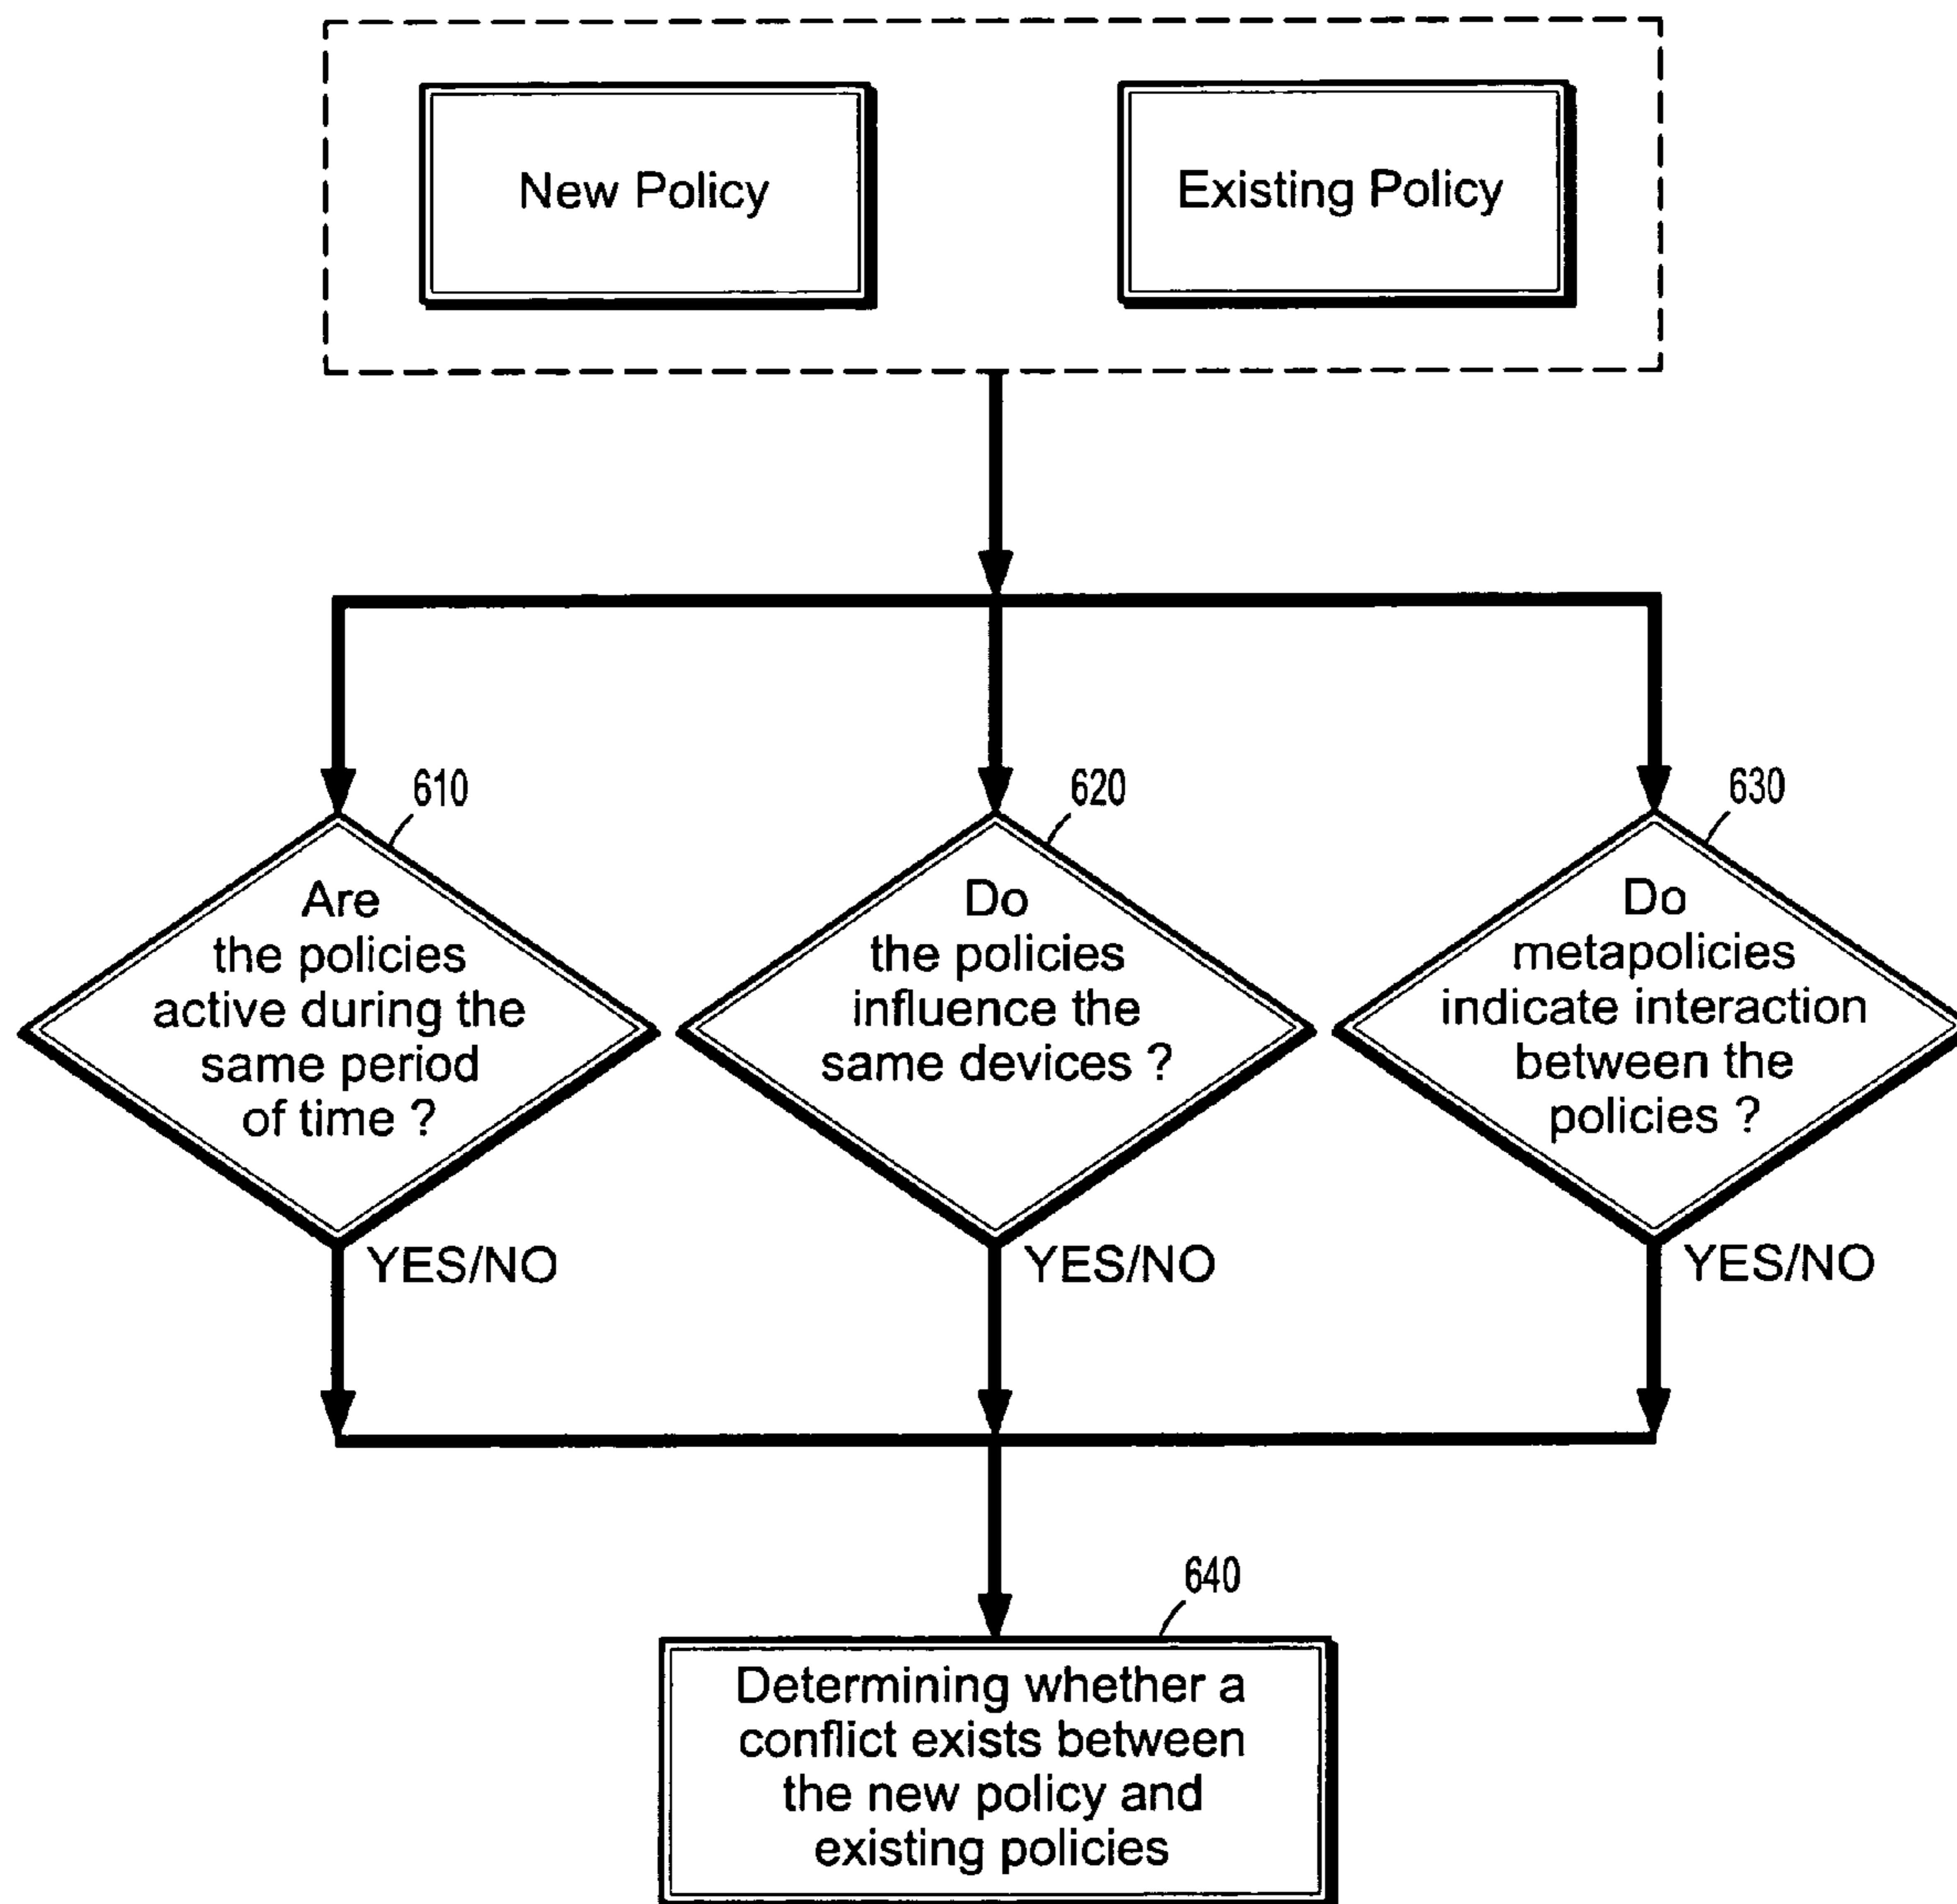 New Policy
Existing Policy
610
620
630
Are
the policies
active during the
same period
of time ?
Do
the policies
influence the
same devices ?
Do
metapolicies
indicate interaction
between the
policies ?
YES/NO
YES/NO
YES/NO
640
Determining whether a
conflict exists between
the new policy and
existing policies